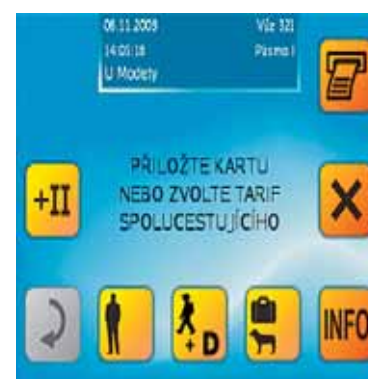 06.11.2008 Vůz 321
14:05:18 Pásmo I
U Modety
PŘILOŽTE KARTU
+II
NEBO ZVOLTE TARIF
SPOLUCESTUJÍCÍHO
+ D
INFO